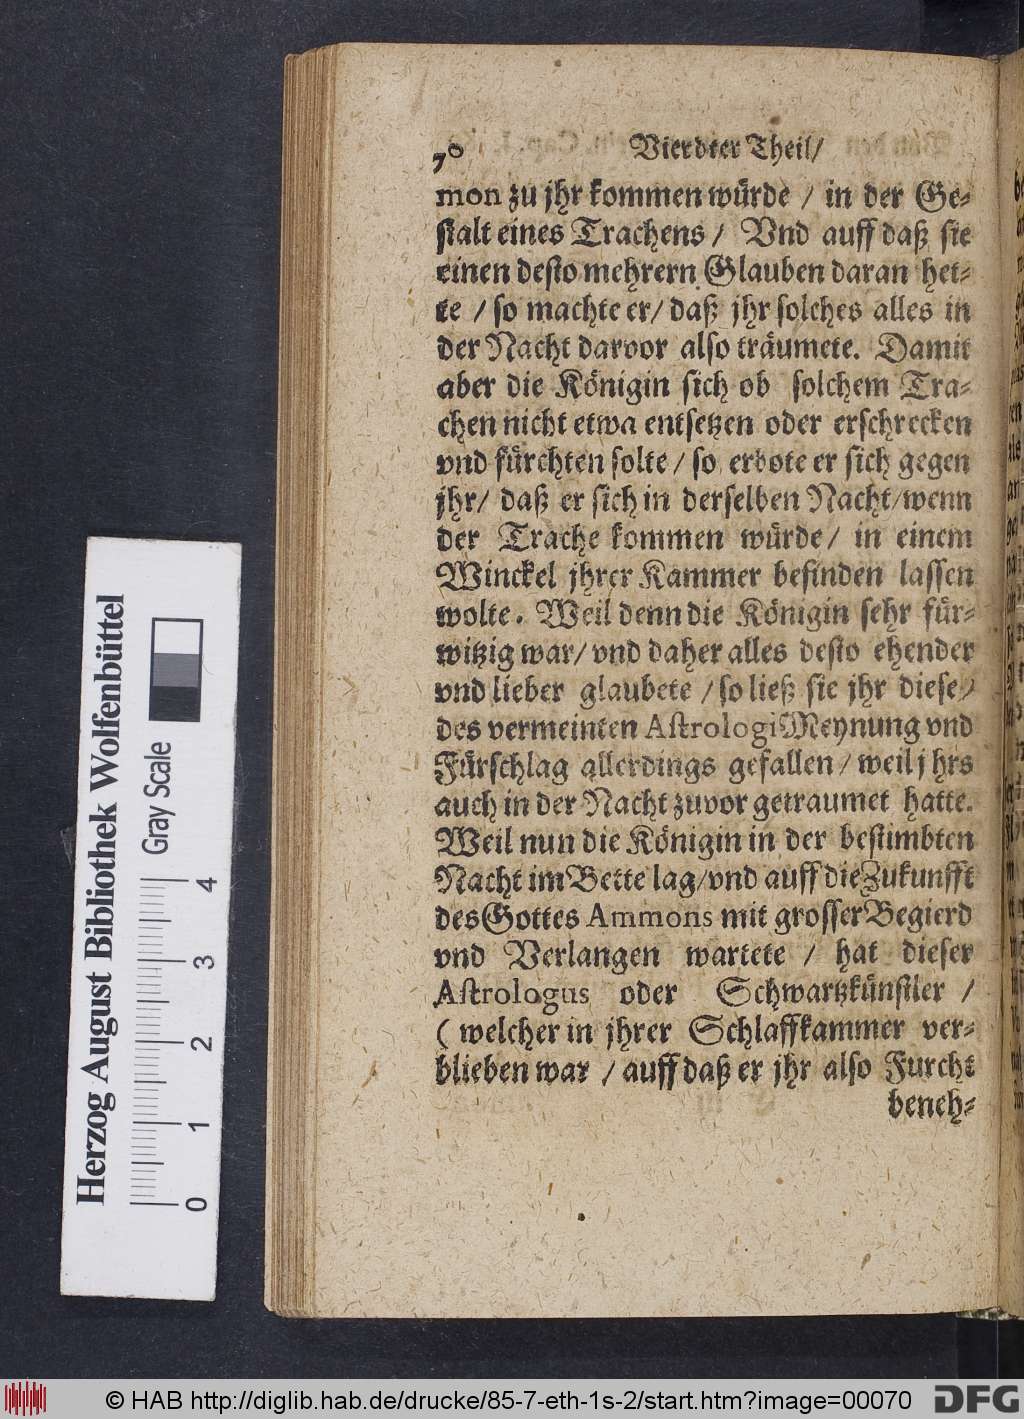 70 Vierdter Theil/
mon zu jhr kommen würde / in der Ge-
stalt eines Trachens / Vnd auff daß sie
einen desto mehrern Glauben daran het-
te / so machte er/ daß jhr solches alles in
der Nacht darvor also träumete. Damit
aber die Königin sich ob solchem Tra-
chen nicht etwa entsetzen oder erschrecken
vnd fürchten solte / so erbote er sich gegen
jhr/ daß er sich in derselben Nacht/wenn
der Trache kommen würde/ in einem
Winckel jhrer Kammer befinden lassen
wolte. Weil denn die Königin sehr für-
witzig war/ vnd daher alles desto ehender
vnd lieber glaubete / so ließ sie jhr diese/
des vermeinten Astrologi Meynung vnd
Fürschlag allerdings gefallen / weil jhrs
auch in der Nacht zuvor getraumet hatte.
Weil nun die Königin in der bestimbten
Nacht im Bette lag/vnd auff die Zukunfft
des Gottes Ammons mit grosser Begierd
vnd Verlangen wartete / hat dieser
Astrologus oder Schwartzkünstler /
( welcher in jhrer Schlaffkammer ver-
blieben war / auff daß er jhr also Furcht
beneh-
Herzog August Bibliothek Wolfenbüttel
Gray Scale
0 1 2 3 4
© HAB http://diglib.hab.de/drucke/85-7-eth-1s-2/start.htm?image=00070
DFG